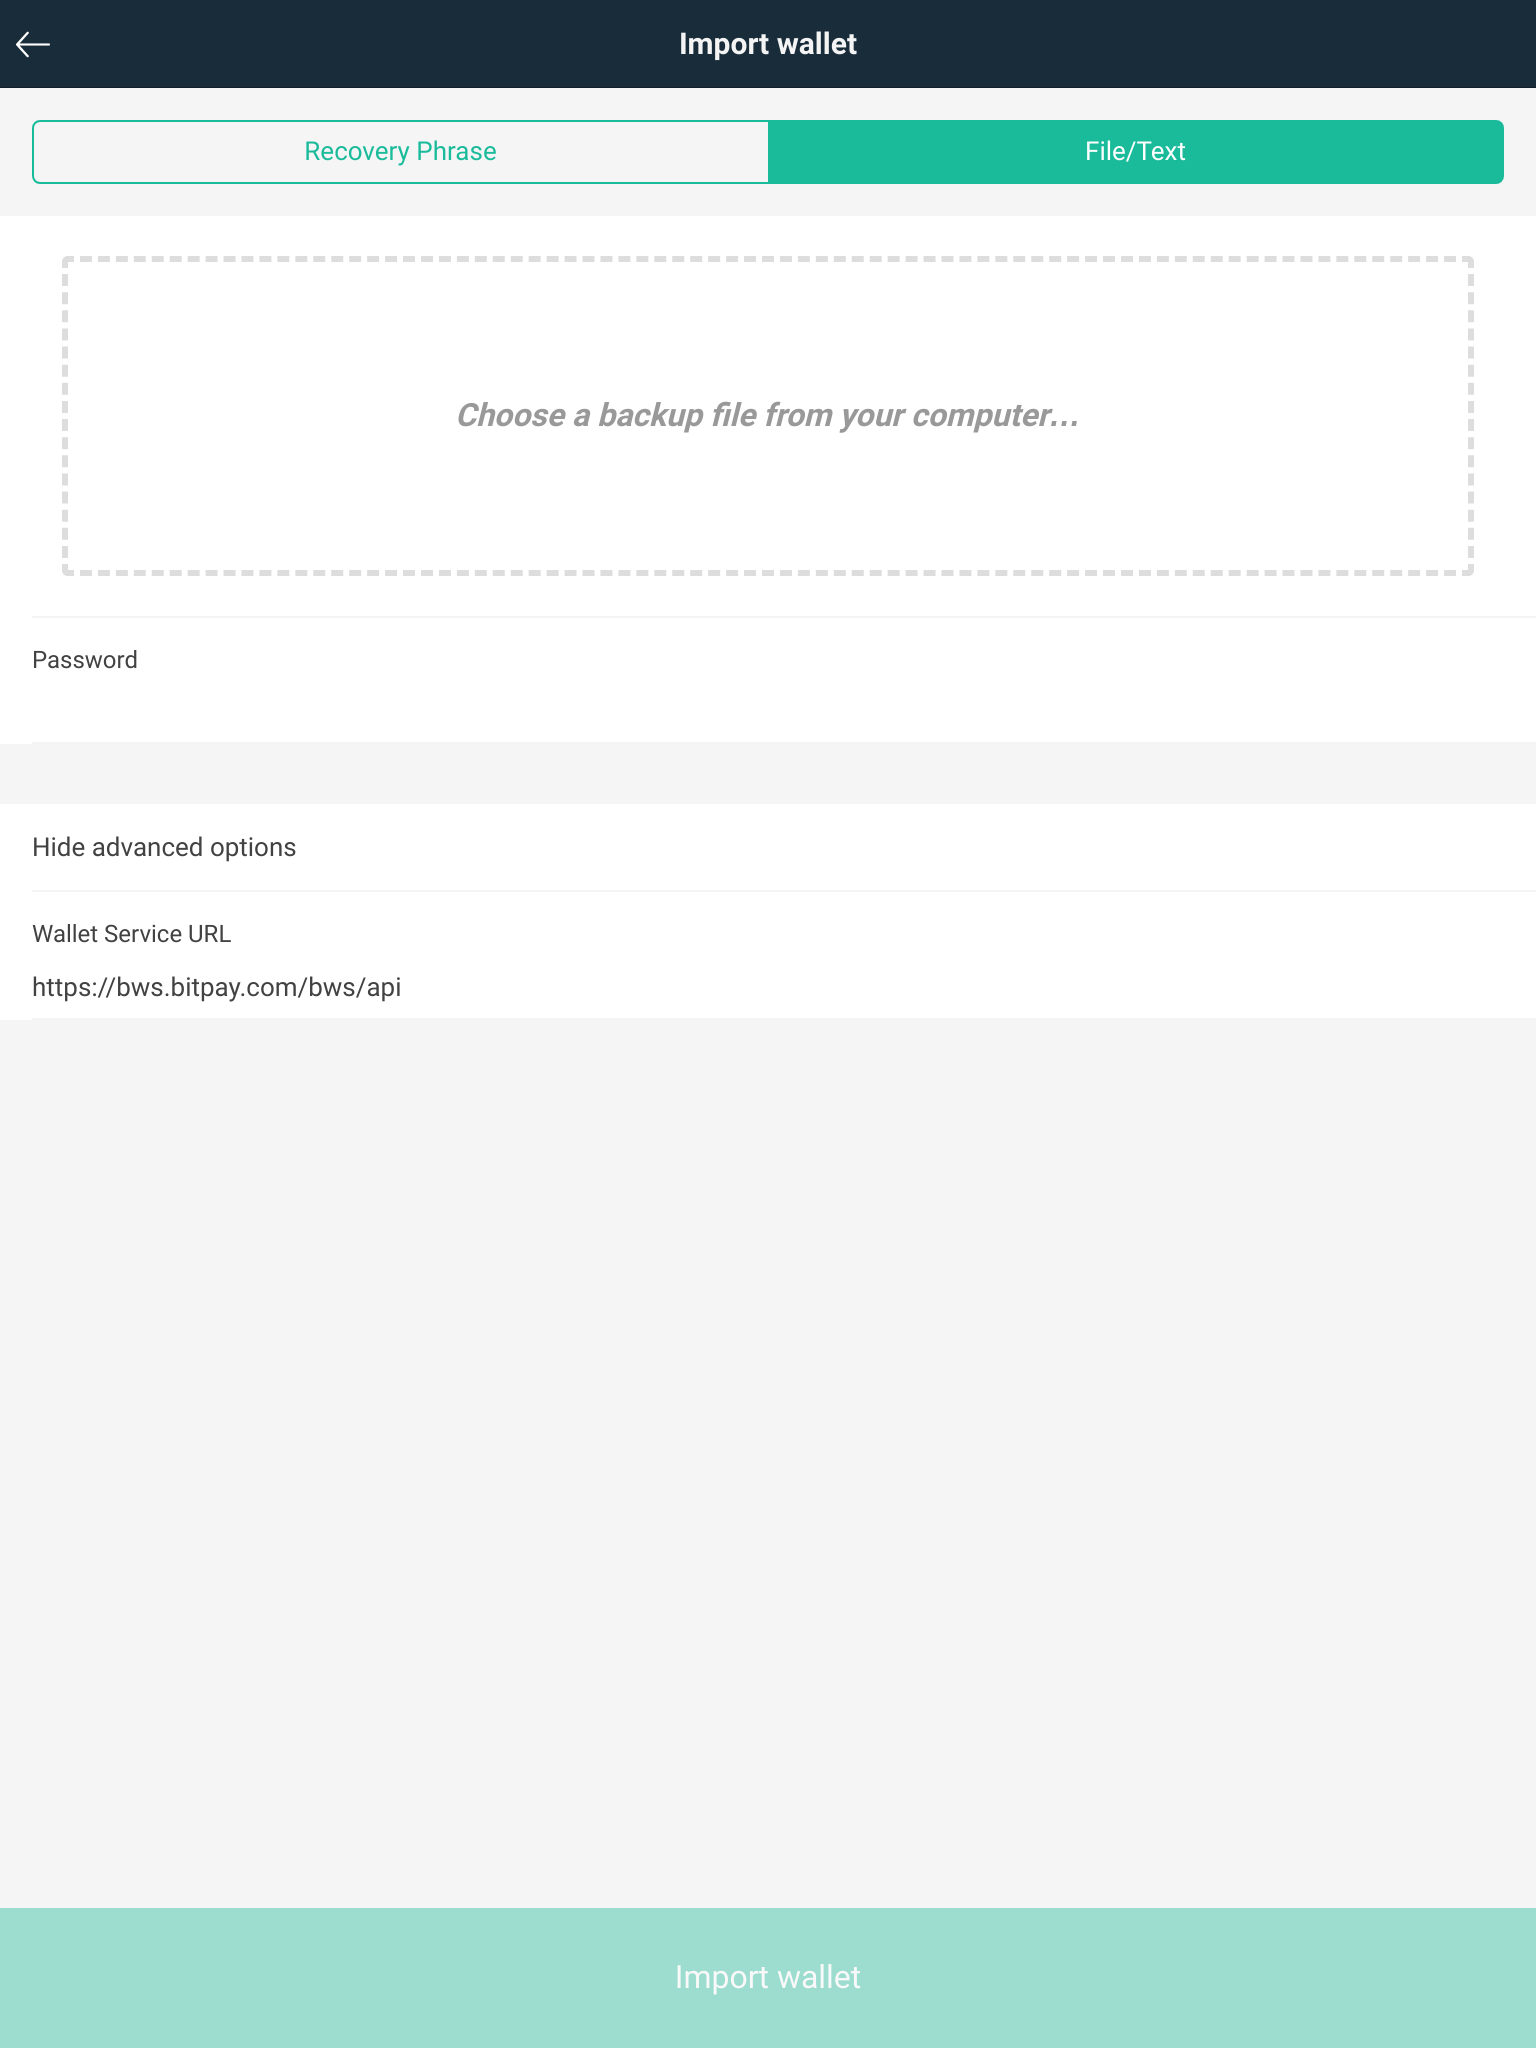 Import wallet
Recovery Phrase
File/Text
Choose a backup file from your computer...
Password
Hide advanced options
Wallet Service URL
https://bws.bitpay.com/bws/api
Import wallet